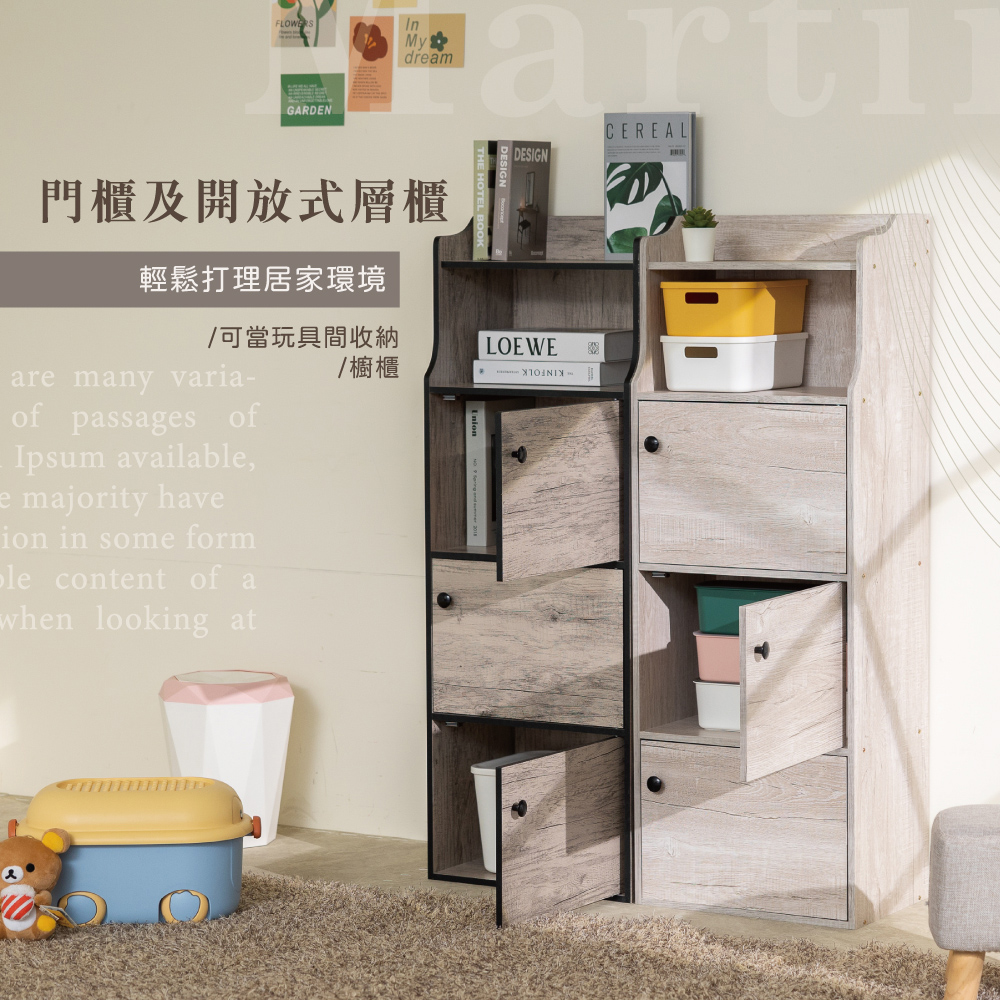 Martin
FLOWERS
In
My
dream
GARDEN
CEREAL
THE HOTEL BOOK
DESIGN
DESIGN
門櫃及開放式層櫃
輕鬆打理居家環境
/可當玩具間收納
/櫥櫃
LOEWE
KINFOLK
Union
are many varia-
of passages of
Ipsum available,
e majority have
ion in some form
ble content of a
when looking at